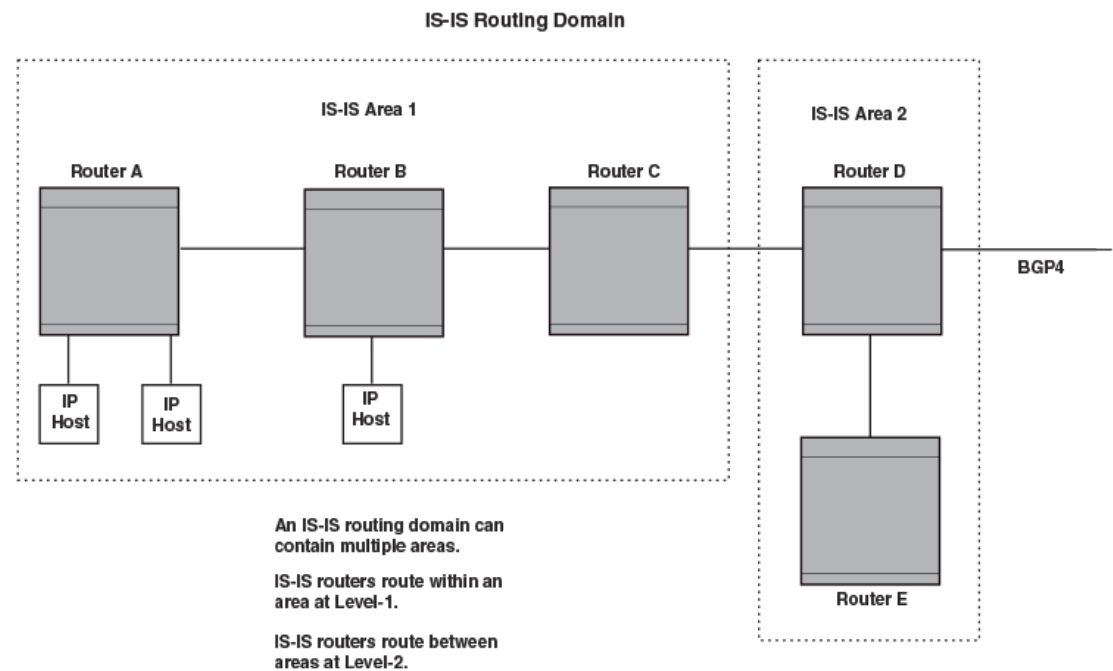 IS-IS Routing Domain
IS-IS Area 1
IS-IS Area 2
Router A
Router B
Router C
Router D
BGP4
IP
Host
IP
Host
IP
Host
Router E
An IS-IS routing domain can
contain multiple areas.
IS-IS routers route within an
area at Level-1.
IS-IS routers route between
areas at Level-2.